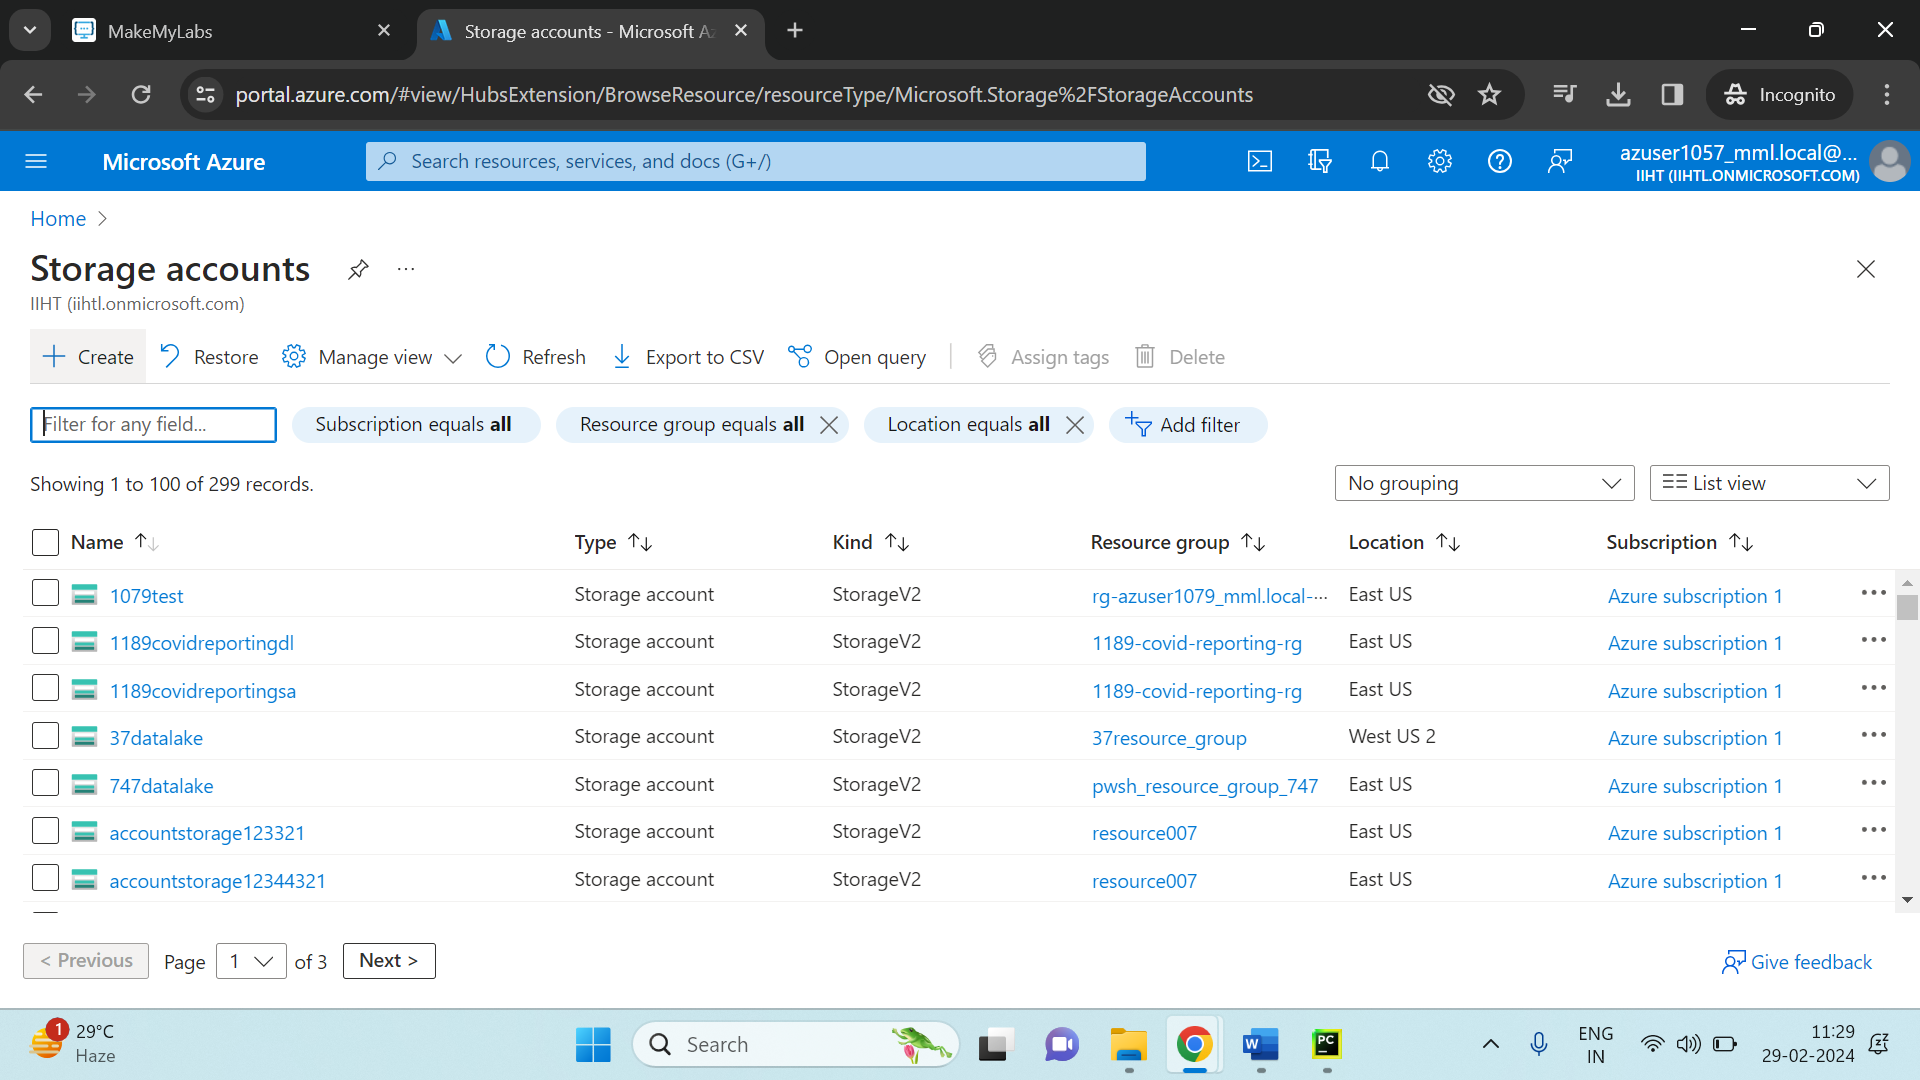 MakeMyLabs
Storage accounts - Microsoft Az
portal.azure.com/#view/HubsExtension/BrowseResource/resourceType/Microsoft.Storage%2FStorageAccounts
Incognito
Microsoft Azure
Search resources, services, and docs (G+/)
azuser1057_mml.local@...
IIHT (IIHTL.ONMICROSOFT.COM)
Home
Storage accounts
IIHT (iihtl.onmicrosoft.com)
Create Restore Manage view Refresh Export to CSV Open query Assign tags Delete
Filter for any field... Subscription equals all Resource group equals all Location equals all Add filter
Showing 1 to 100 of 299 records.
No grouping List view
Name Type Kind Resource group Location Subscription
1079test Storage account StorageV2 rg-azuser1079_mml.local-... East US Azure subscription 1
1189covidreportingdl Storage account StorageV2 1189-covid-reporting-rg East US Azure subscription 1
1189covidreportingsa Storage account StorageV2 1189-covid-reporting-rg East US Azure subscription 1
37datalake Storage account StorageV2 37resource_group West US 2 Azure subscription 1
747datalake Storage account StorageV2 pwsh_resource_group_747 East US Azure subscription 1
accountstorage123321 Storage account StorageV2 resource007 East US Azure subscription 1
accountstorage12344321 Storage account StorageV2 resource007 East US Azure subscription 1
< Previous Page 1 of 3 Next > Give feedback
1 29°C
Haze
Search
W
PC
ENG
IN
11:29
29-02-2024